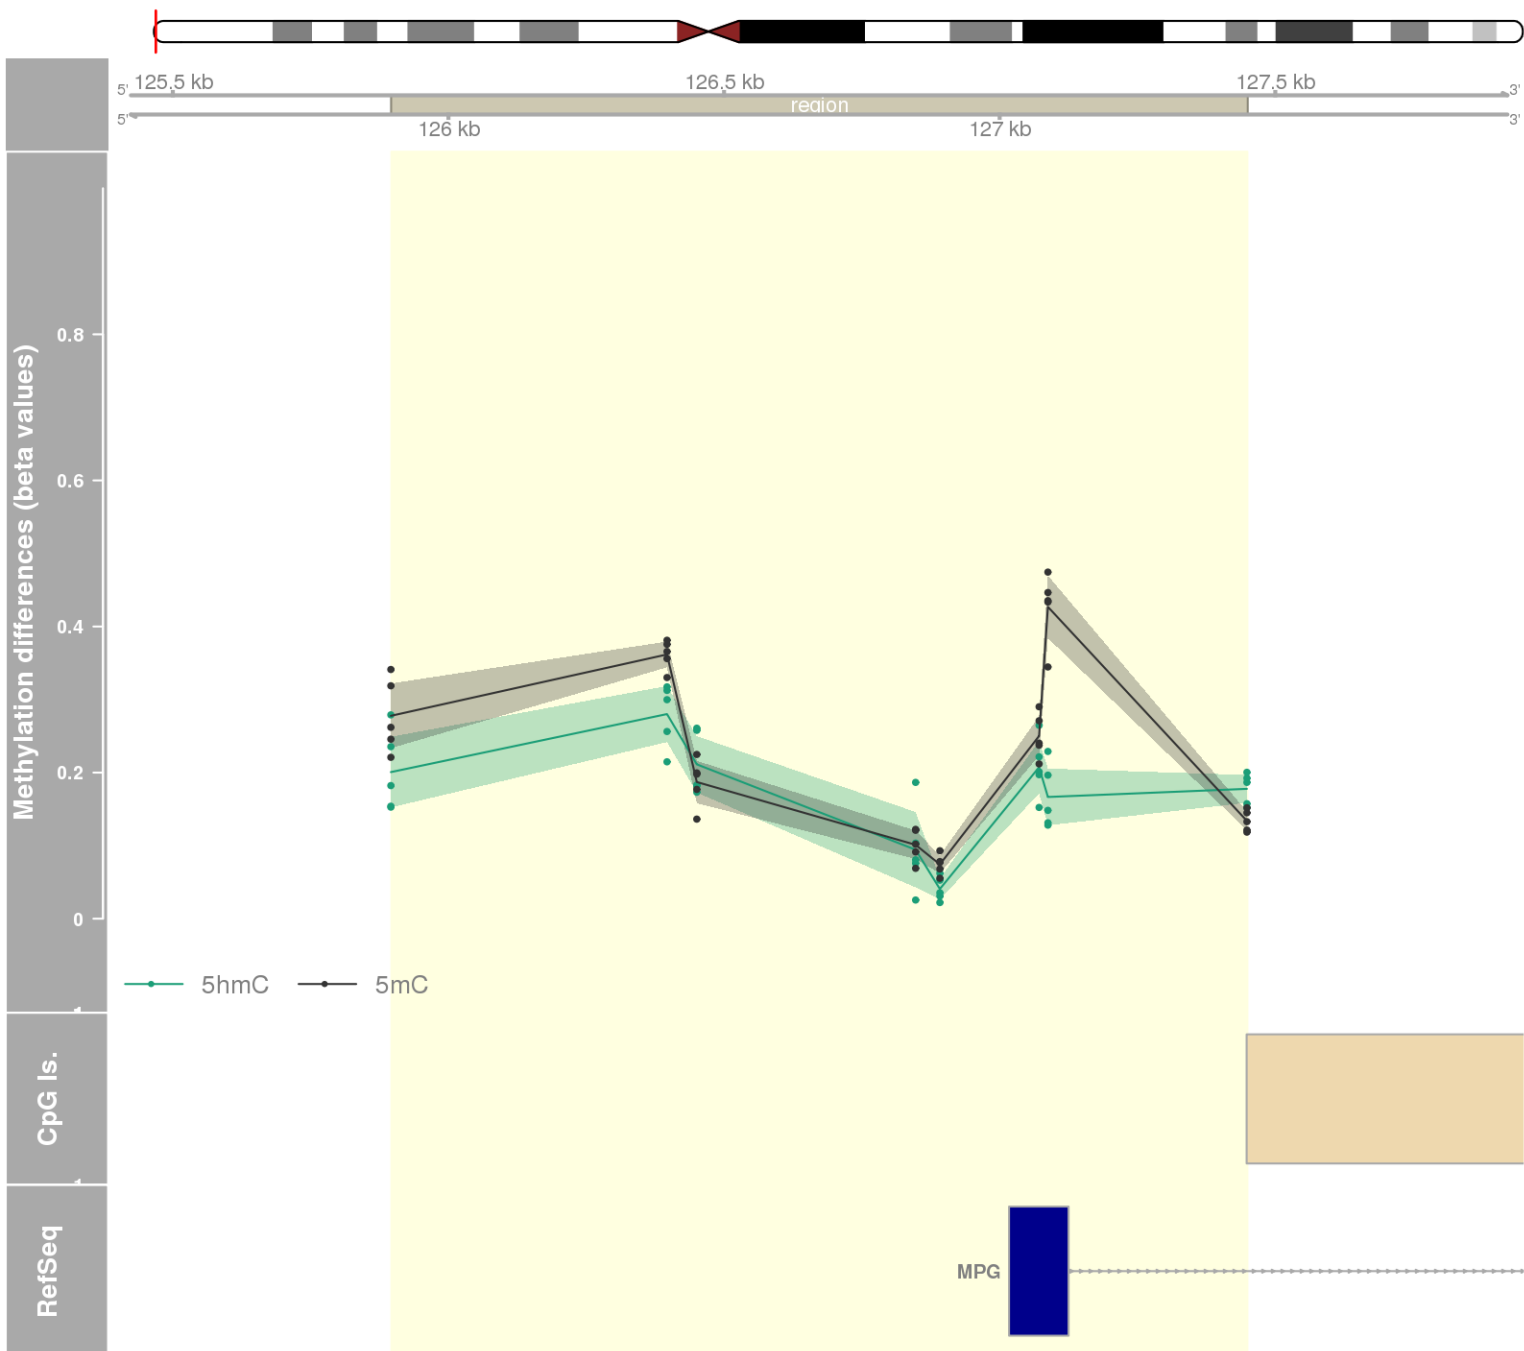 125.5 kb 126.5 kb 127.5 kb
5' 3'
region
5' 3'
126 kb 127 kb
Methylation differences (beta values)
0.8
0.6
0.4
0.2
0
5hmC 5mC
CpG Is.
RefSeq
MPG